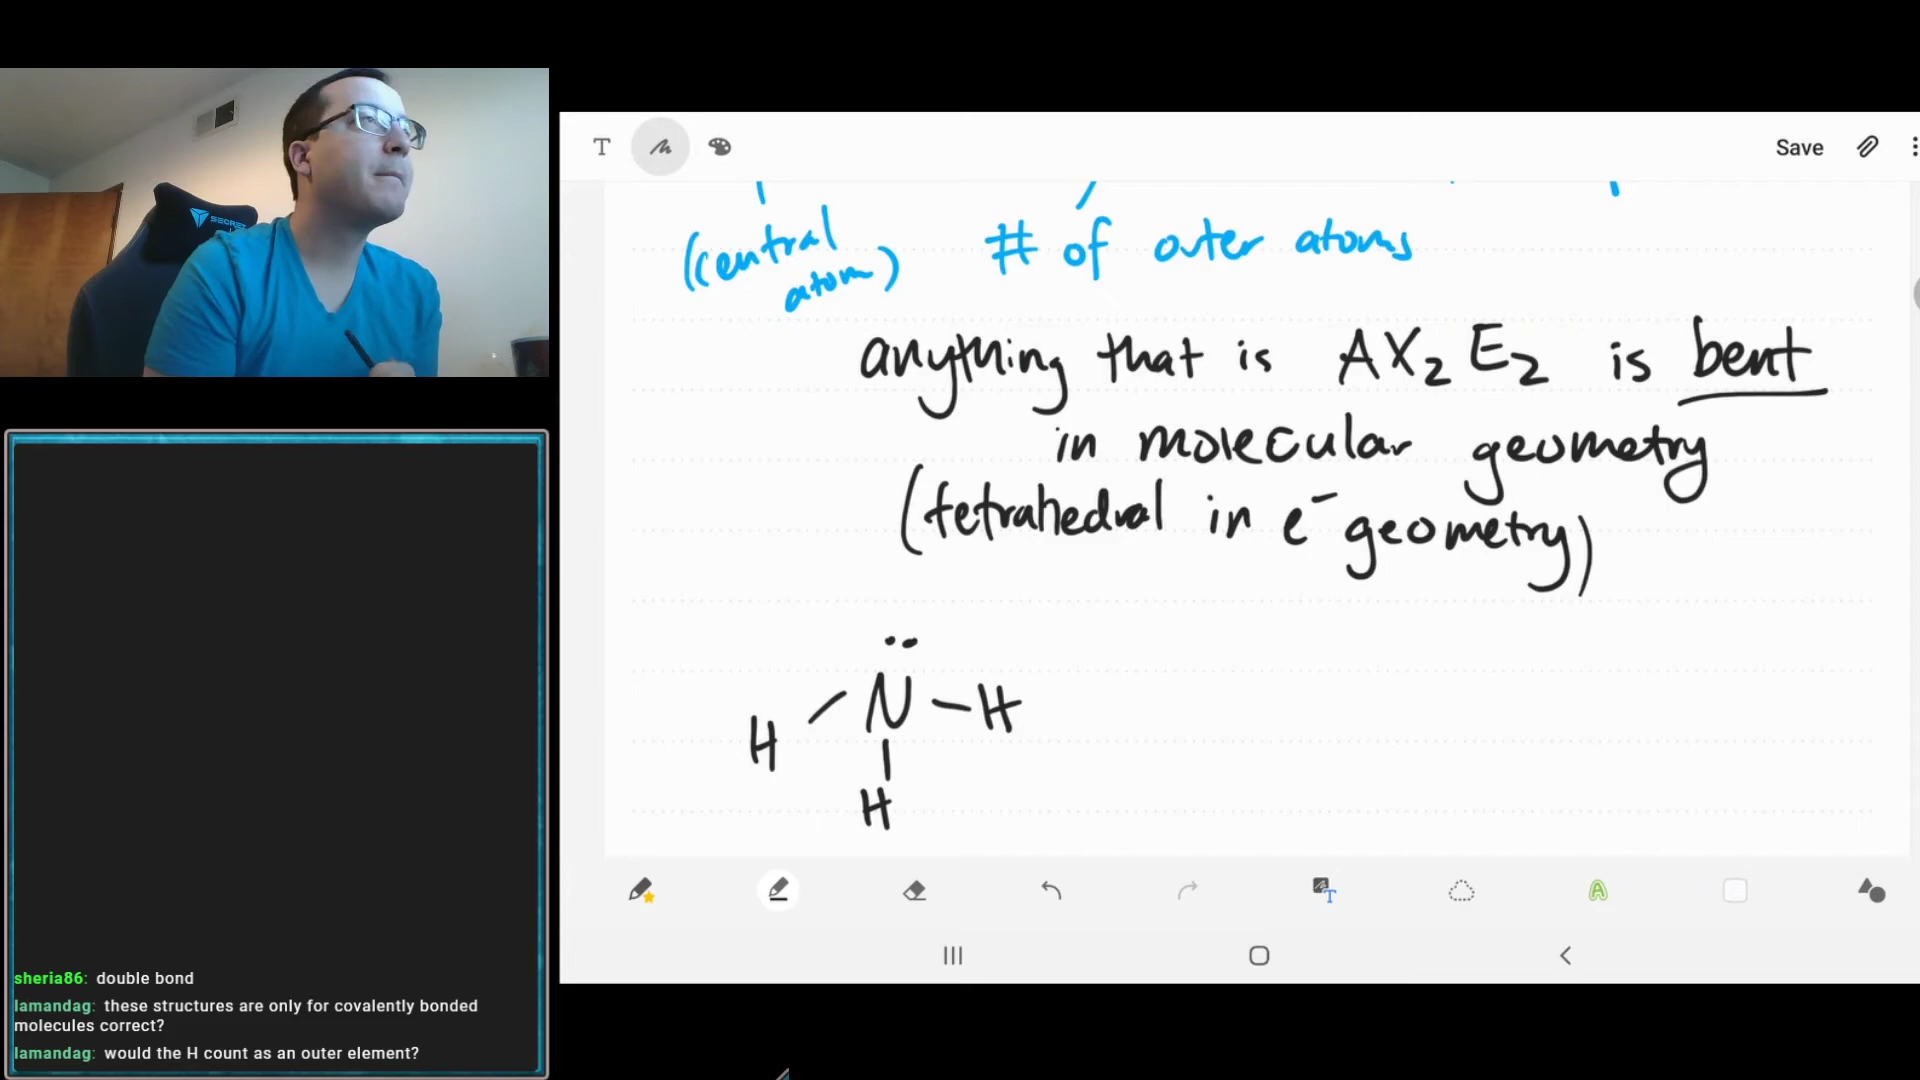 SECRET
T
Save
(central atom)
# of outer atoms
anything that is AX₂E₂ is bent
in molecular geometry
(tetrahedral in e⁻ geometry)
··
H – N – H
|
H
T
A
sheria86: double bond
lamandag: these structures are only for covalently bonded
molecules correct?
lamandag: would the H count as an outer element?